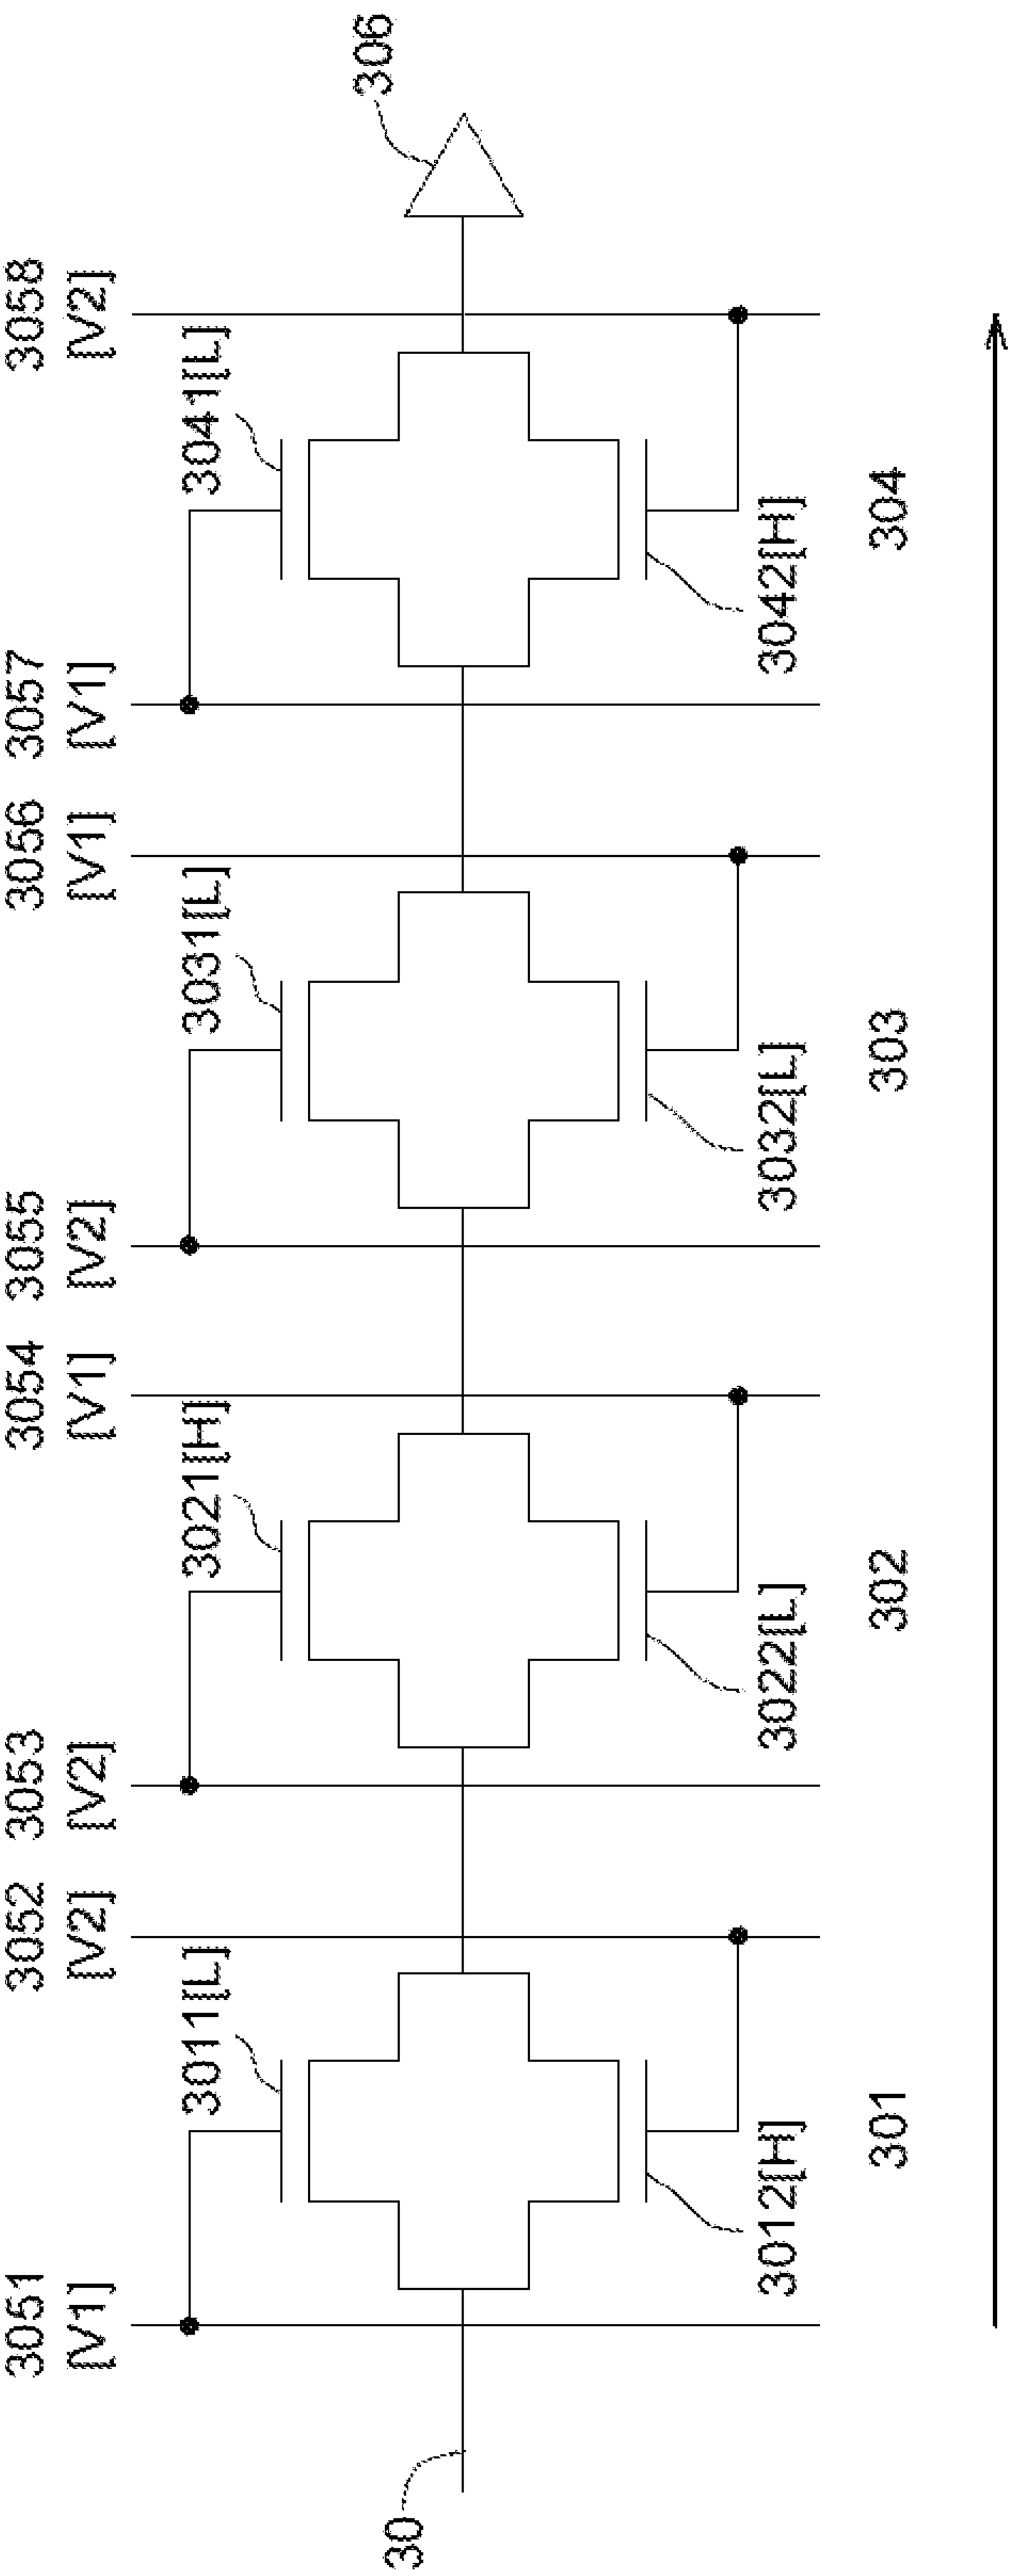 3051 3052 3053 3054 3055 3056 3057 3058
[V1] [V2] [V2] [V1] [V2] [V1] [V1] [V2]
3011[L] 3021[H] 3031[L] 3041[L]
306
30
3012[H] 3022[L] 3032[L] 3042[H]
301 302 303 304